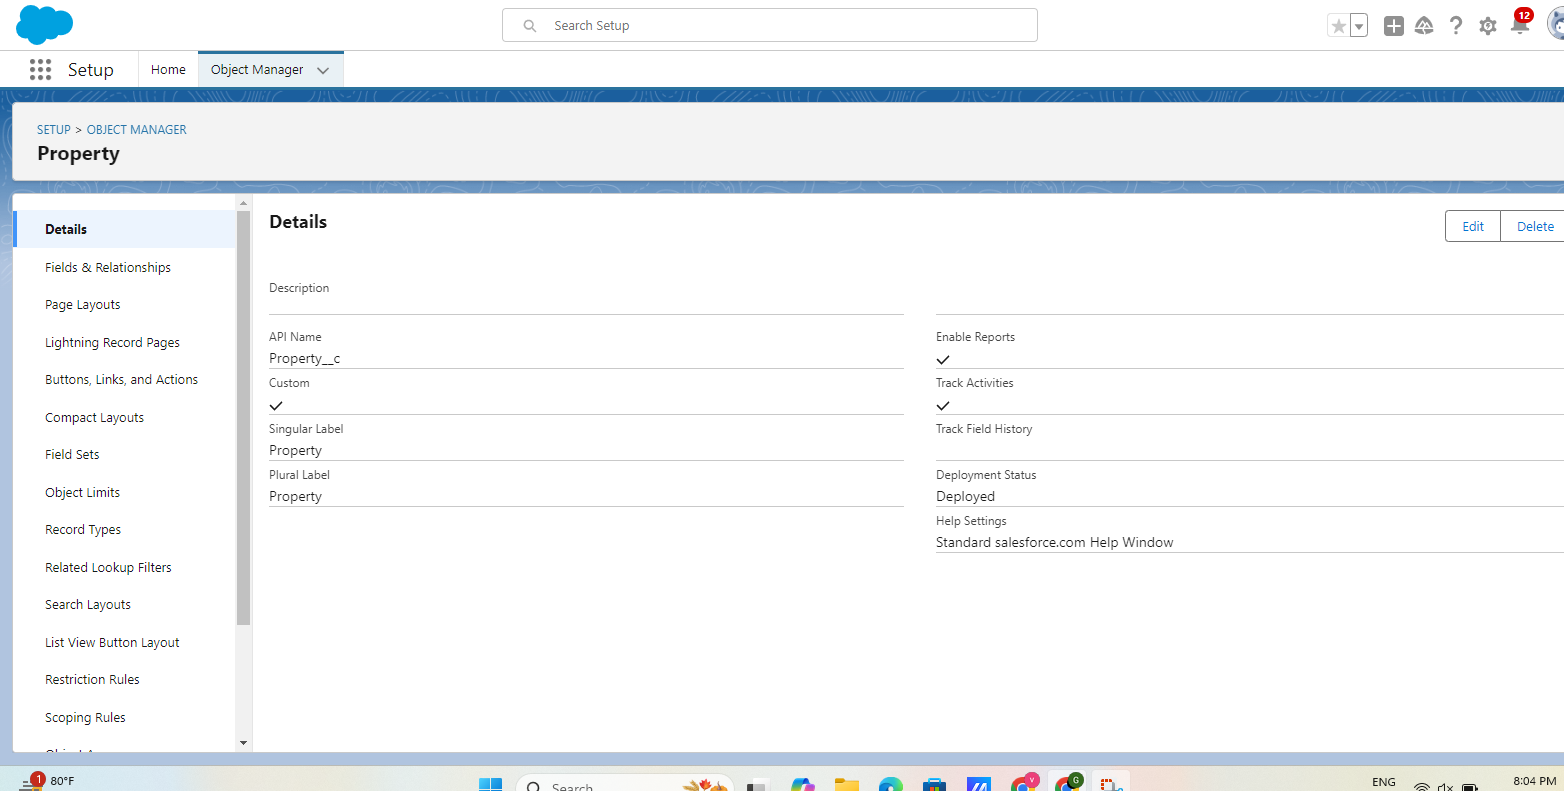 Search Setup
12
Setup
Home
Object Manager
SETUP > OBJECT MANAGER
Property
Details
Fields & Relationships
Page Layouts
Lightning Record Pages
Buttons, Links, and Actions
Compact Layouts
Field Sets
Object Limits
Record Types
Related Lookup Filters
Search Layouts
List View Button Layout
Restriction Rules
Scoping Rules
Details
Edit
Delete
Description
API Name
Property__c
Custom
Singular Label
Property
Plural Label
Property
Enable Reports
Track Activities
Track Field History
Deployment Status
Deployed
Help Settings
Standard salesforce.com Help Window
1
80°F
Search
V
G
ENG
8:04 PM